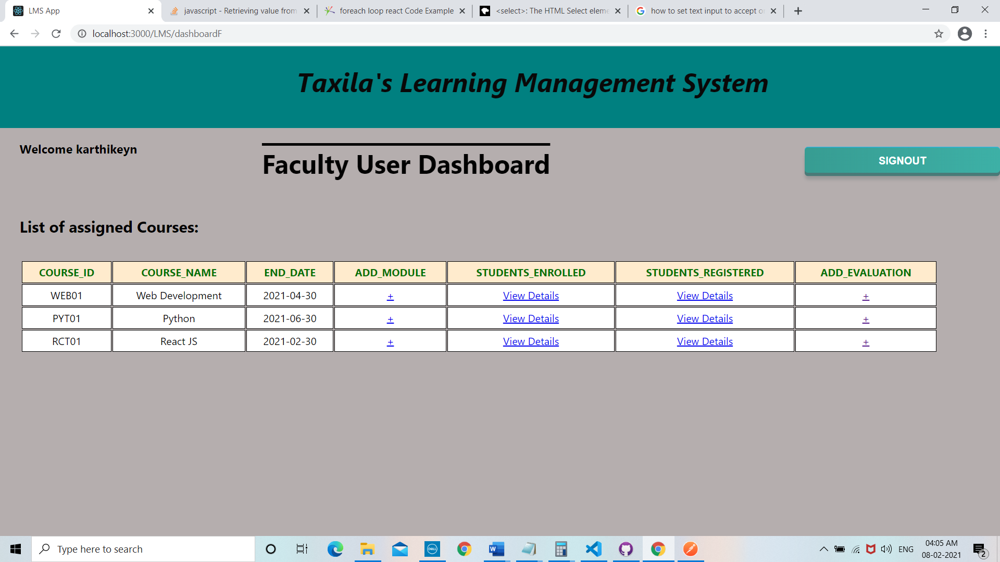 LMS App
javascript - Retrieving value from
foreach loop react Code Example
<select>: The HTML Select eleme
how to set text input to accept o
localhost:3000/LMS/dashboardF
Taxila's Learning Management System
Welcome karthikeyn
Faculty User Dashboard
SIGNOUT
List of assigned Courses:
COURSE_ID COURSE_NAME END_DATE ADD_MODULE STUDENTS_ENROLLED STUDENTS_REGISTERED ADD_EVALUATION
WEB01 Web Development 2021-04-30 + View Details View Details +
PYT01 Python 2021-06-30 + View Details View Details +
RCT01 React JS 2021-02-30 + View Details View Details +
Type here to search
DELL
ENG
04:05 AM
08-02-2021
2